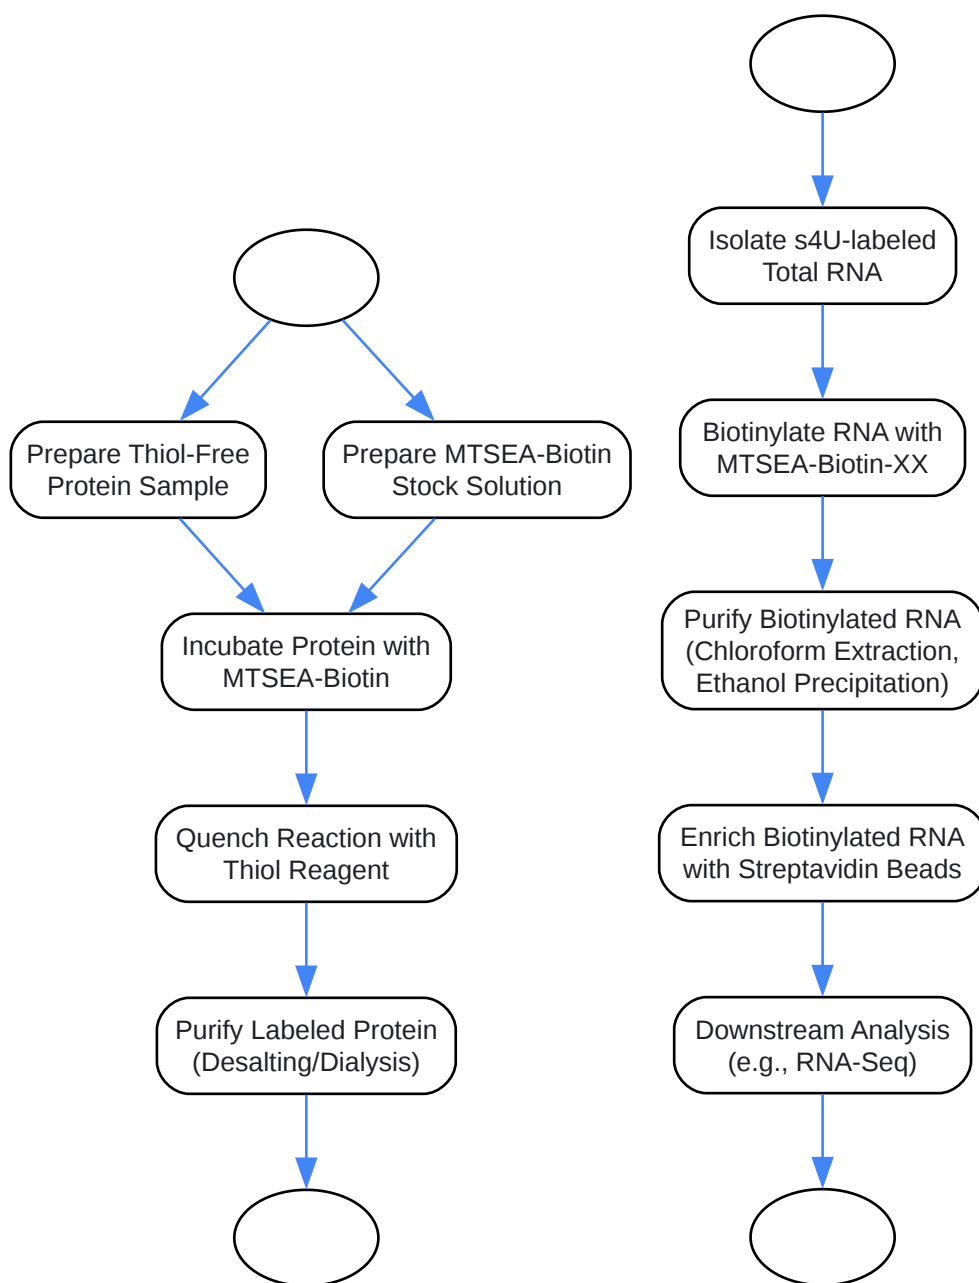 Prepare Thiol-Free
Protein Sample
Prepare MTSEA-Biotin
Stock Solution
Incubate Protein with
MTSEA-Biotin
Quench Reaction with
Thiol Reagent
Purify Labeled Protein
(Desalting/Dialysis)
Isolate s4U-labeled
Total RNA
Biotinylate RNA with
MTSEA-Biotin-XX
Purify Biotinylated RNA
(Chloroform Extraction,
Ethanol Precipitation)
Enrich Biotinylated RNA
with Streptavidin Beads
Downstream Analysis
(e.g., RNA-Seq)